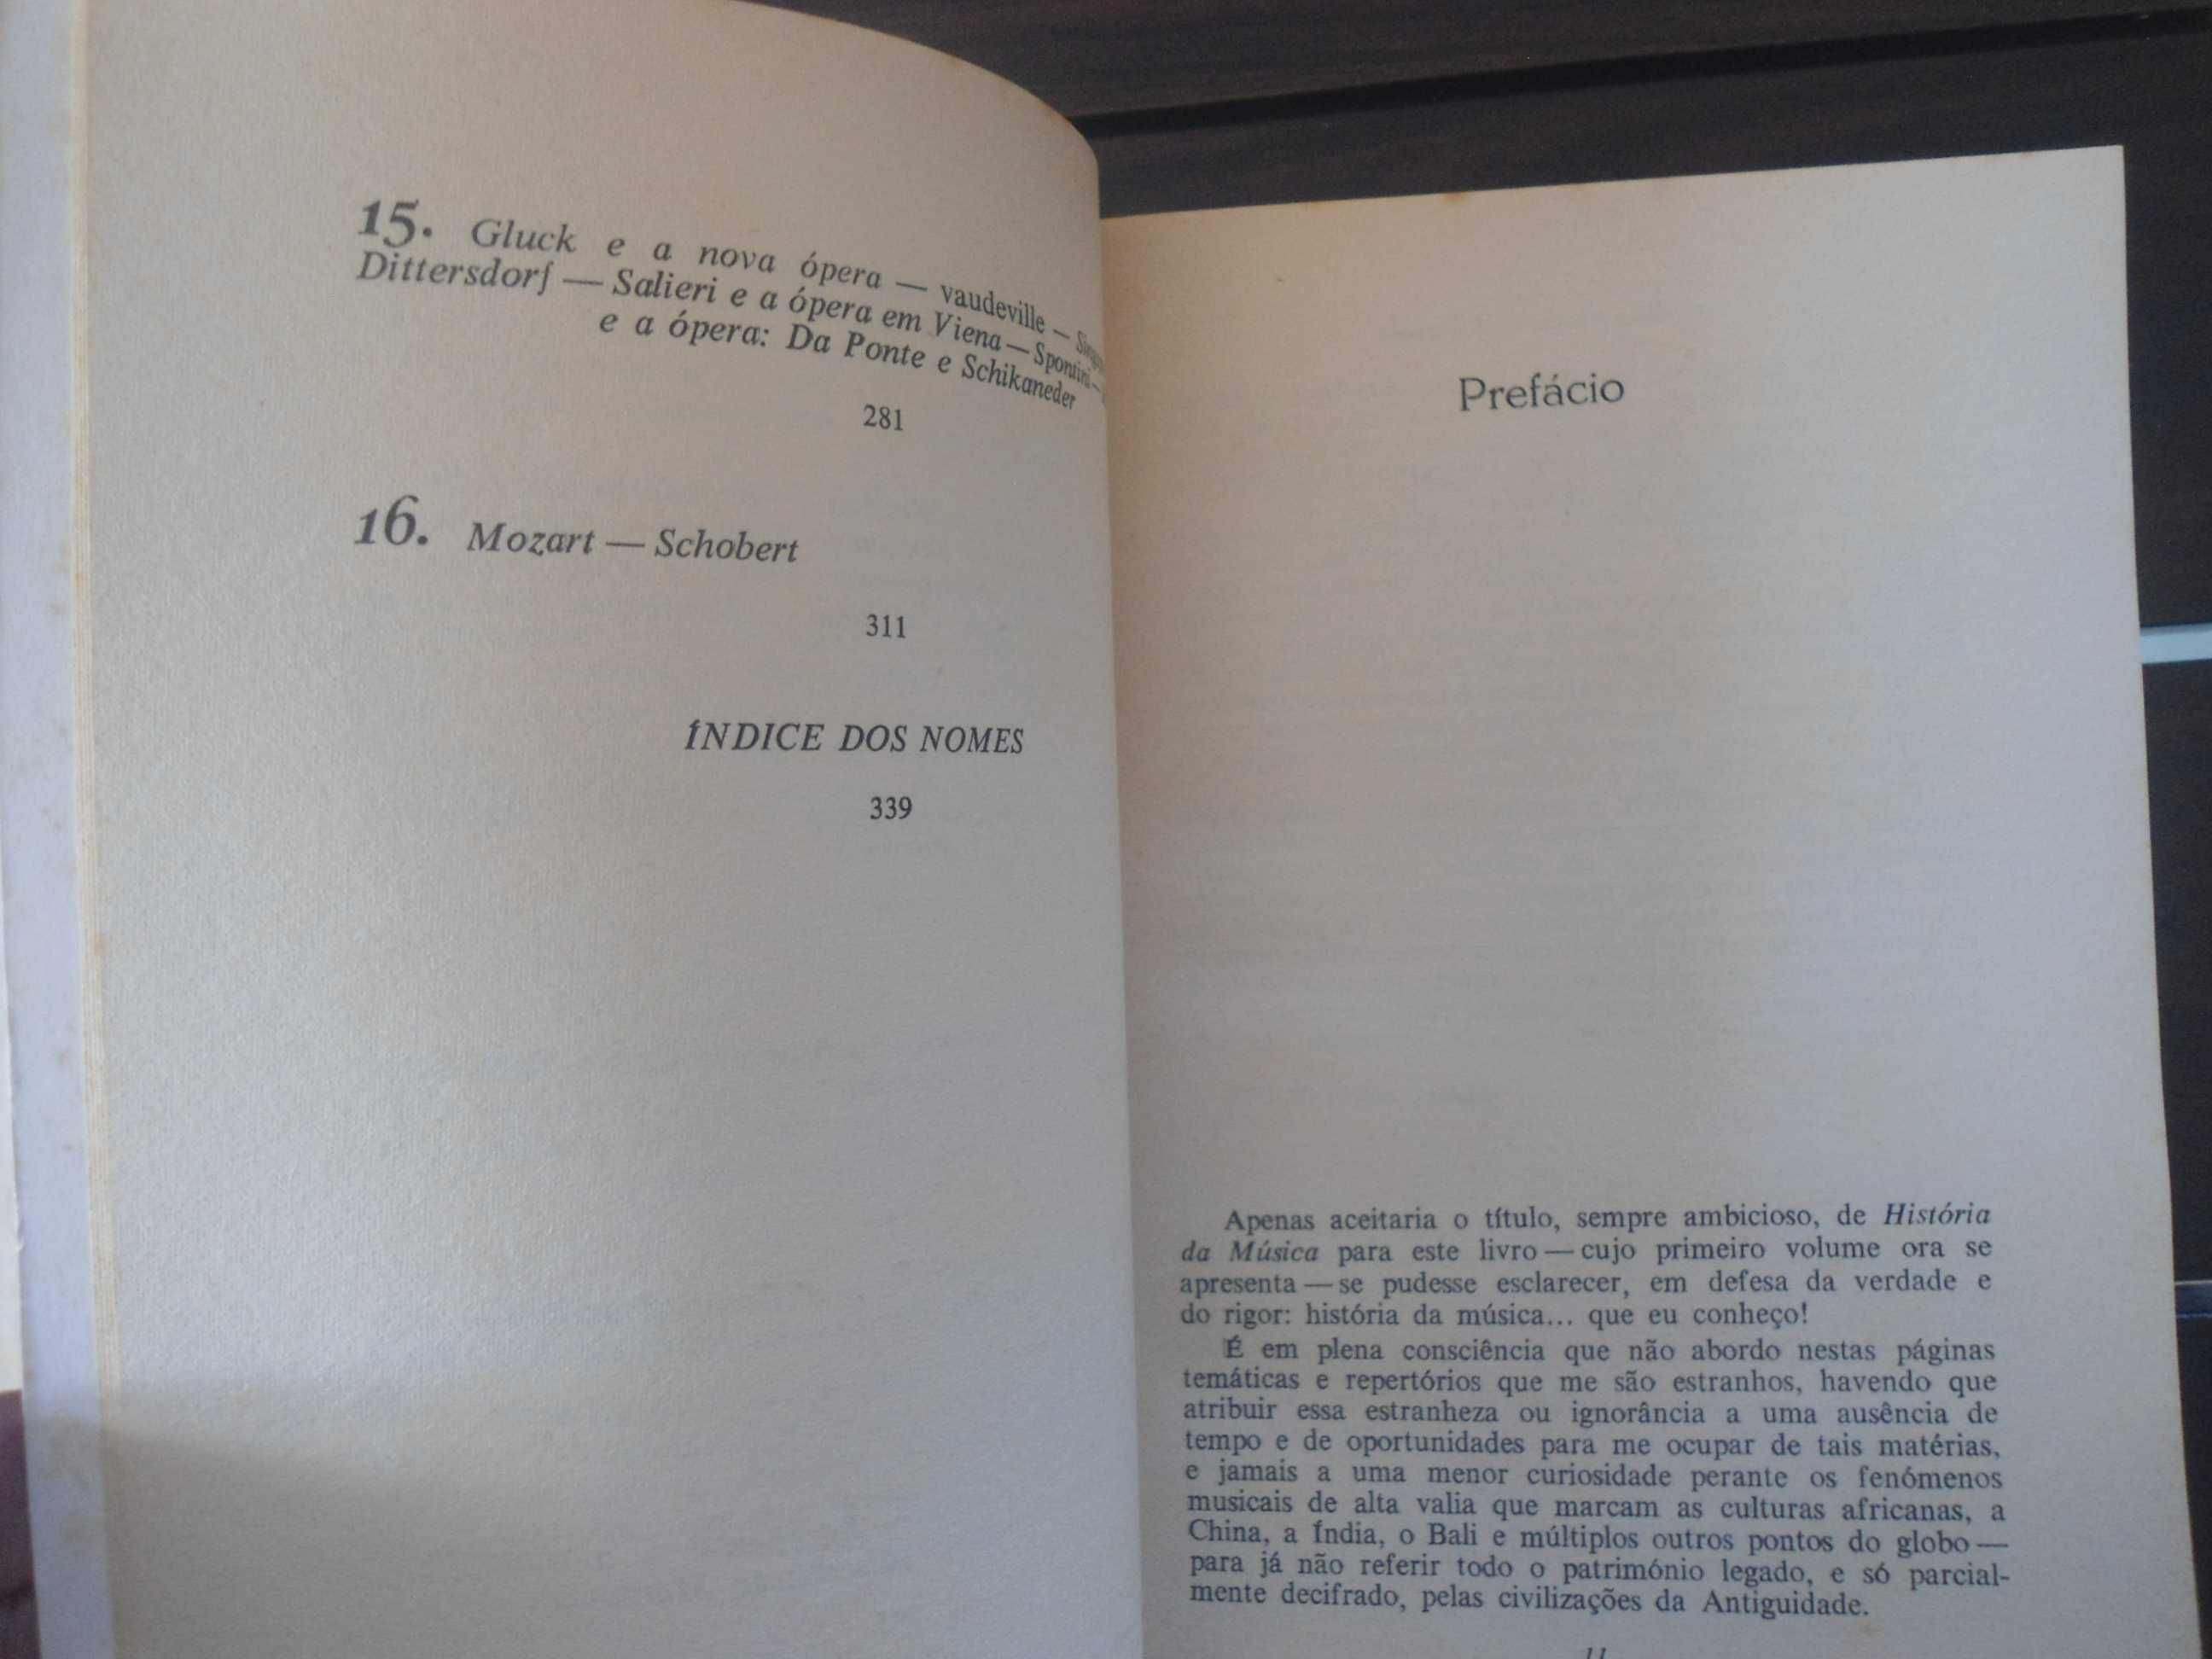 15. Gluck e a nova ópera — vaudeville —
Dittersdorf — Salieri e a ópera em Viena — Spontini —
e a ópera: Da Ponte e Schikaneder
281
16. Mozart — Schobert
311
ÍNDICE DOS NOMES
339
Prefácio
Apenas aceitaria o título, sempre ambicioso, de História
da Música para este livro — cujo primeiro volume ora se
apresenta — se pudesse esclarecer, em defesa da verdade e
do rigor: história da música... que eu conheço!
É em plena consciência que não abordo nestas páginas
temáticas e repertórios que me são estranhos, havendo que
atribuir essa estranheza ou ignorância a uma ausência de
tempo e de oportunidades para me ocupar de tais matérias,
e jamais a uma menor curiosidade perante os fenómenos
musicais de alta valia que marcam as culturas africanas, a
China, a Índia, o Bali e múltiplos outros pontos do globo —
para já não referir todo o património legado, e só parcial-
mente decifrado, pelas civilizações da Antiguidade.
11